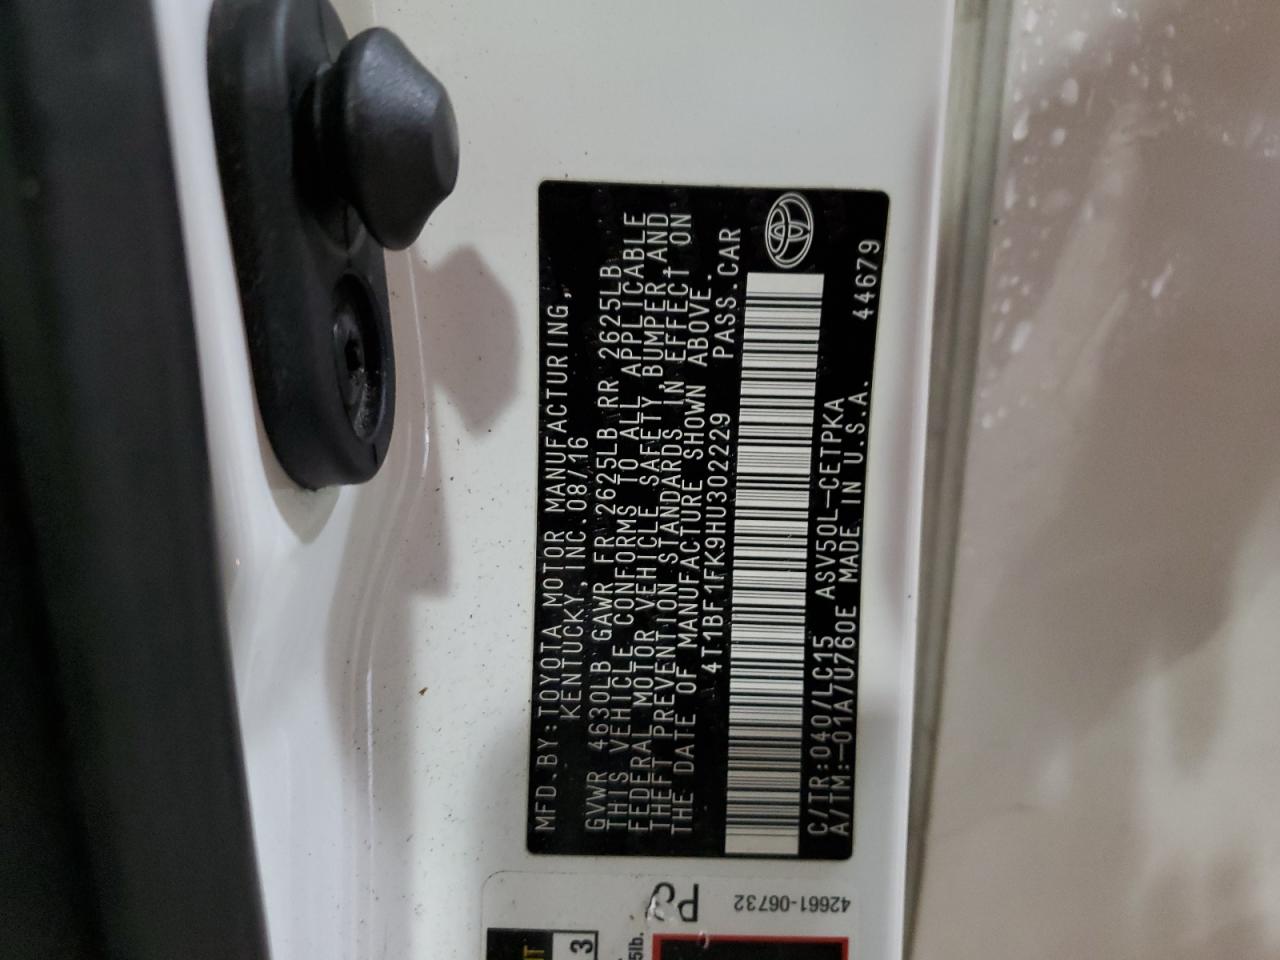 MFD.BY:TOYOTA MOTOR MANUFACTURING,
KENTUCKY,INC.08/16
GVWR 4630LB GAWR FR 2625LB RR 2625LB
THIS VEHICLE CONFORMS TO ALL APPLICABLE
FEDERAL MOTOR VEHICLE SAFETY,BUMPER,AND
THEFT PREVENTION STANDARDS IN EFFECT ON
THE DATE OF MANUFACTURE SHOWN ABOVE.
4T1BF1FK9HU302229 PASS.CAR
C/TR:040/LC15 ASV50L-CETPKA
A/TM:-01A/U760E MADE IN U.S.A. 44679
42661-06732
3
5lb.